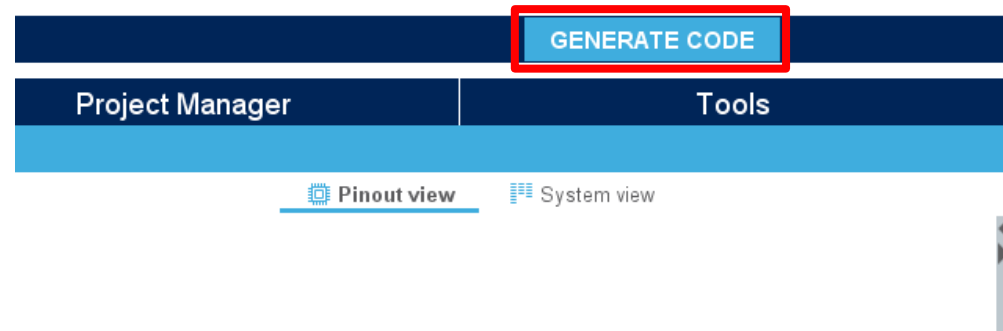 GENERATE CODE
Project Manager Tools
Pinout view System view